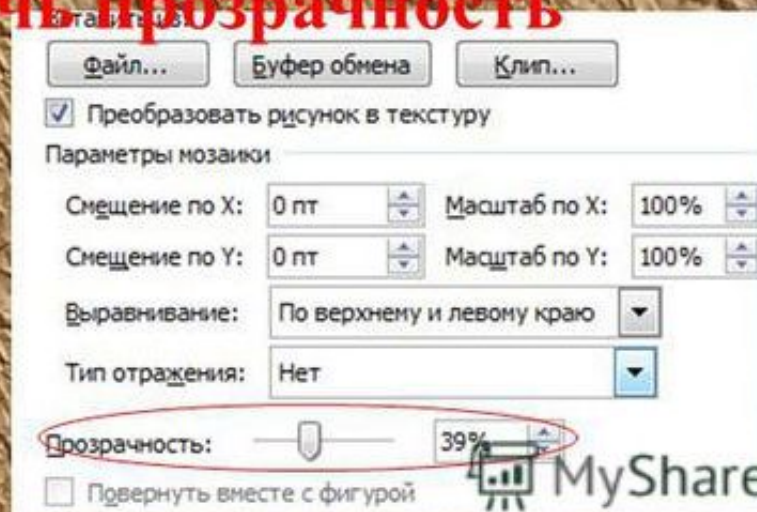 прозрачность
Вставить из:
Файл... Буфер обмена Клип...
Преобразовать рисунок в текстуру
Параметры мозаики
Смещение по X: 0 пт Масштаб по X: 100%
Смещение по Y: 0 пт Масштаб по Y: 100%
Выравнивание: По верхнему и левому краю
Тип отражения: Нет
Прозрачность: 39%
MyShare
Повернуть вместе с фигурой